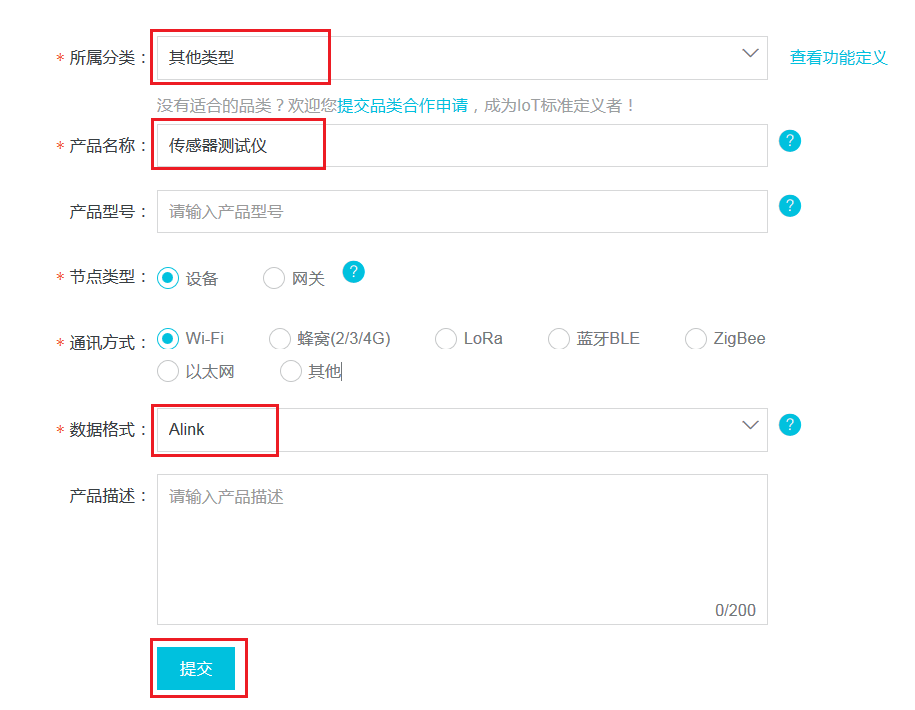 * 所属分类： 其他类型 查看功能定义
没有适合的品类？欢迎您提交品类合作申请，成为IoT标准定义者！
* 产品名称： 传感器测试仪 ?
产品型号： 请输入产品型号 ?
* 节点类型： 设备 网关 ?
* 通讯方式： Wi-Fi 蜂窝(2/3/4G) LoRa 蓝牙BLE ZigBee
以太网 其他
* 数据格式： Alink ?
产品描述： 请输入产品描述
0/200
提交